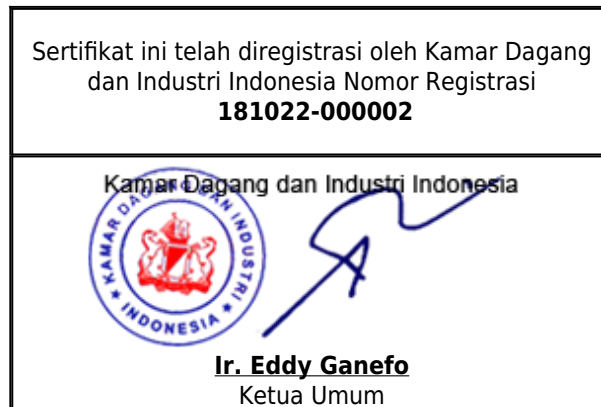 Sertifikat ini telah diregistrasi oleh Kamar Dagang
dan Industri Indonesia Nomor Registrasi
181022-000002
Kamar Dagang dan Industri Indonesia
KAMAR DAGANG DAN INDUSTRI
★ INDONESIA ★
Ir. Eddy Ganefo
Ketua Umum